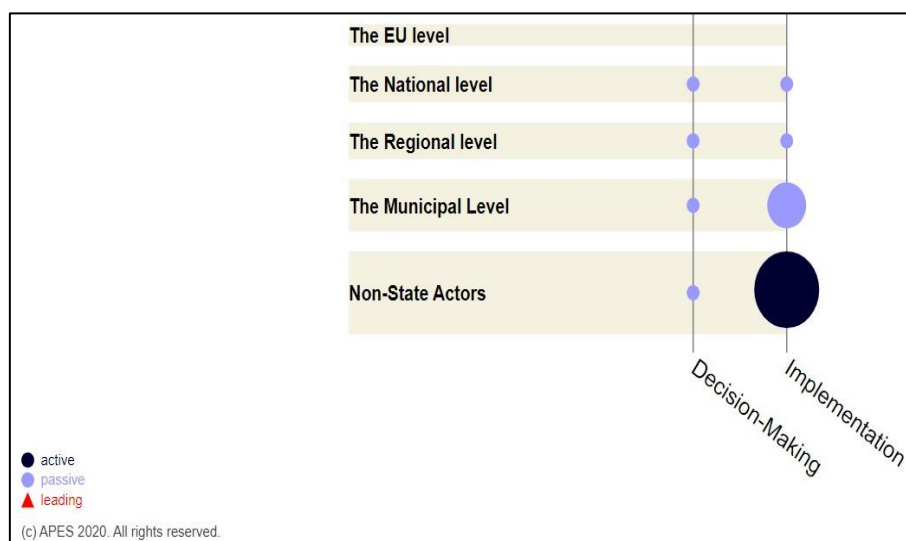 The EU level
The National level
The Regional level
The Municipal Level
Non-State Actors
Decision-Making
Implementation
active
passive
leading
(c) APES 2020. All rights reserved.